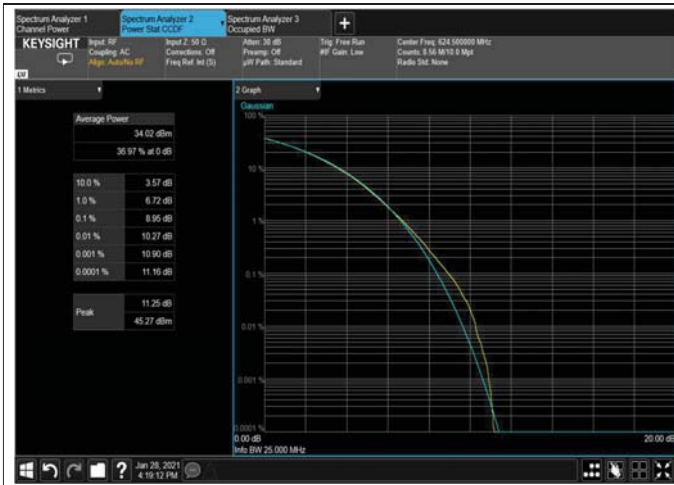 Spectrum Analyzer 1
Channel Power
Spectrum Analyzer 2
Power Stat CCDF
Spectrum Analyzer 3
Occupied BW
KEYSIGHT
Input: RF
Coupling: AC
Align: Auto/No RF
Input Z: 50 Ω
Corrections: Off
Freq Ref: Int (S)
Atten: 38 dB
Preamp: Off
µW Path: Standard
Trig: Free Run
#IF Gain: Low
Center Freq: 624.500000 MHz
Counts: 8.56 M/10.0 Mpt
Radio Std: None
1 Metrics
Average Power
34.02 dBm
36.97 % at 0 dB
10.0 % 3.57 dB
1.0 % 6.72 dB
0.1 % 8.95 dB
0.01 % 10.27 dB
0.001 % 10.90 dB
0.0001 % 11.16 dB
Peak
11.25 dB
45.27 dBm
2 Graph
Gaussian
100 %
10 %
1 %
0.1 %
0.01 %
0.001 %
0.0001 %
0.00 dB
20.00 dB
Info BW 25.000 MHz
Jan 28, 2021
4:19:12 PM